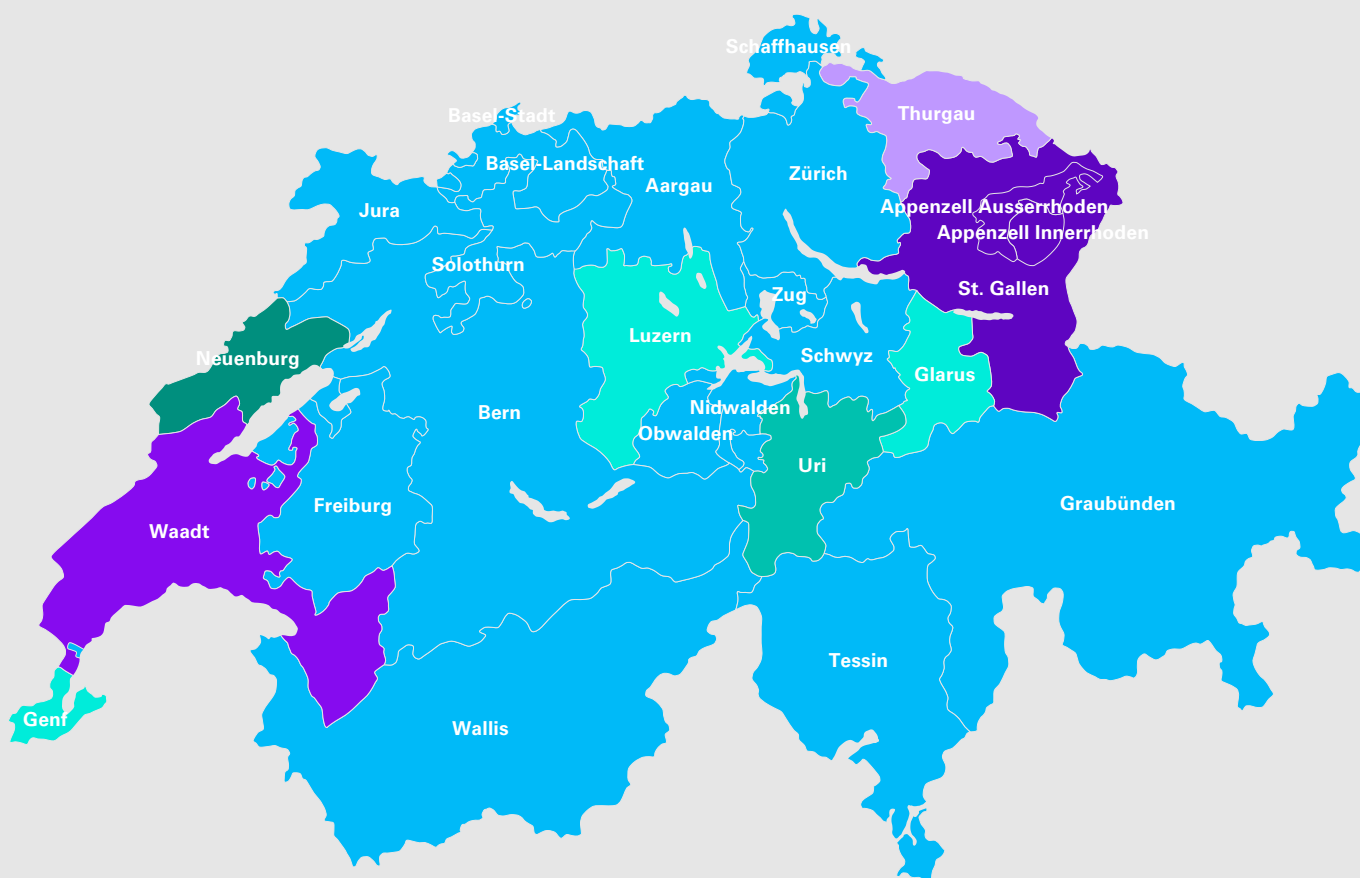 Schaffhausen
Basel-Stadt
Thurgau
Basel-Landschaft
Zürich
Aargau
Jura
Appenzell Ausserrhoden
Appenzell Innerrhoden
Solothurn
St. Gallen
Zug
Luzern
Neuenburg
Schwyz
Glarus
Bern
Nidwalden
Obwalden
Uri
Freiburg
Graubünden
Waadt
Tessin
Genf
Wallis